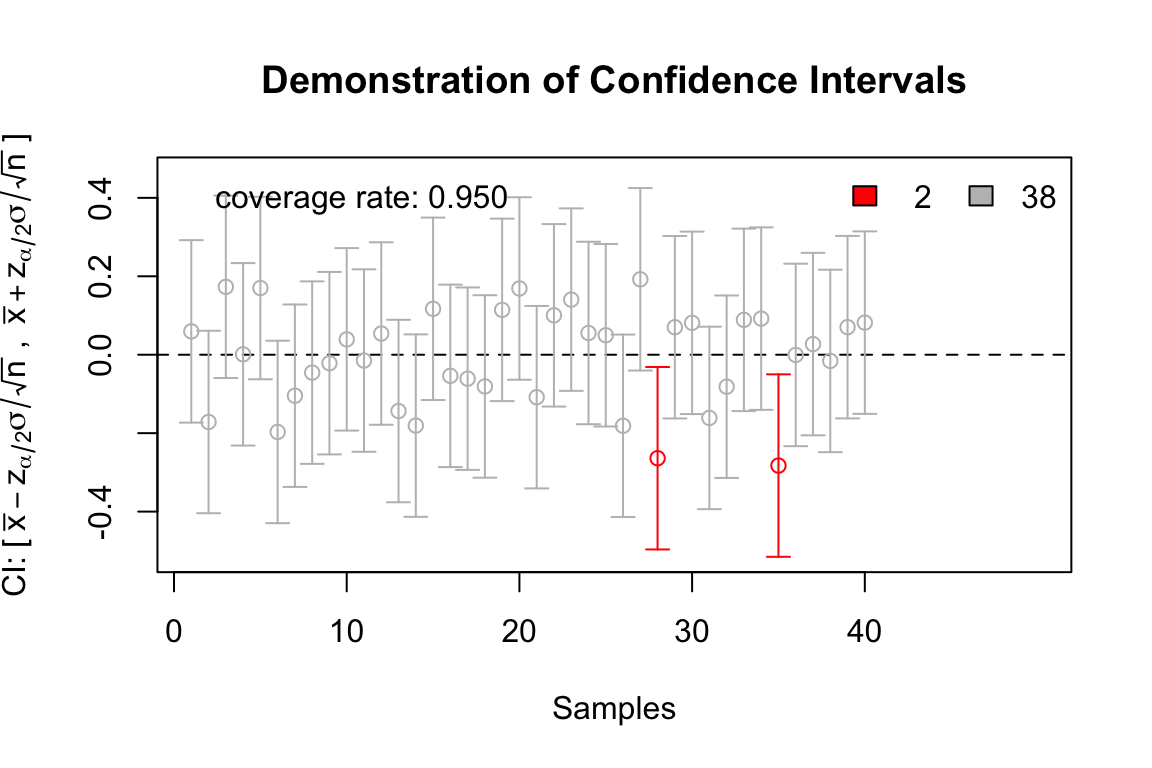 Demonstration of Confidence Intervals
CI: [ x̅ − zα/2σ/√n , x̅ + zα/2σ/√n ]
coverage rate: 0.950
2 38
0.4
0.2
0.0
-0.4
0 10 20 30 40
Samples